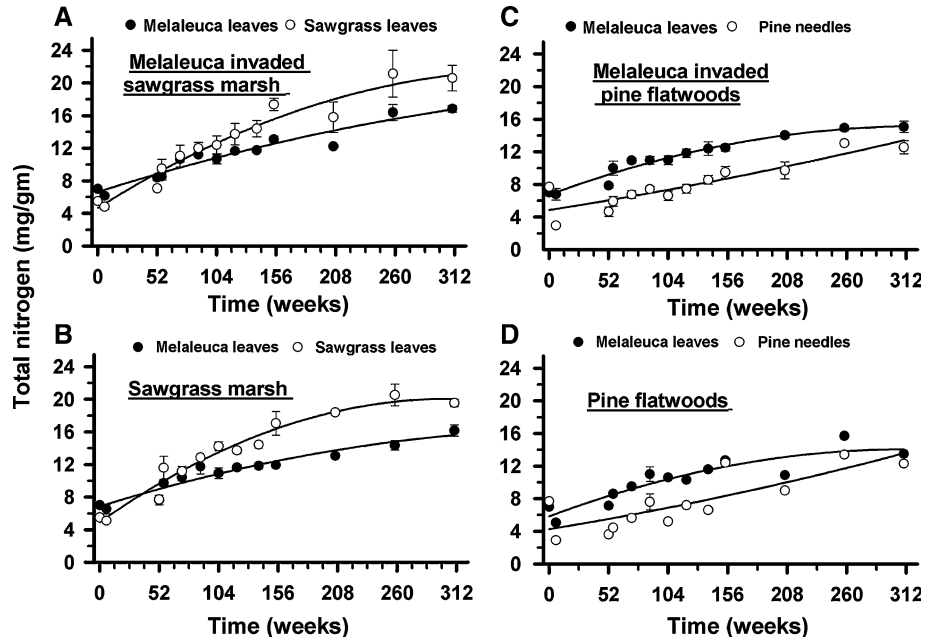 Total nitrogen (mg/gm)
A
Melaleuca leaves Sawgrass leaves
Melaleuca invaded
sawgrass marsh
24
20
16
12
8
4
0
0 52 104 156 208 260 312
Time (weeks)
B
Melaleuca leaves Sawgrass leaves
Sawgrass marsh
24
20
16
12
8
4
0
0 52 104 156 208 260 312
Time (weeks)
C
Melaleuca leaves Pine needles
Melaleuca invaded
pine flatwoods
24
20
16
12
8
4
0
0 52 104 156 208 260 312
Time (weeks)
D
Melaleuca leaves Pine needles
Pine flatwoods
24
20
16
12
8
4
0
0 52 104 156 208 260 312
Time (weeks)